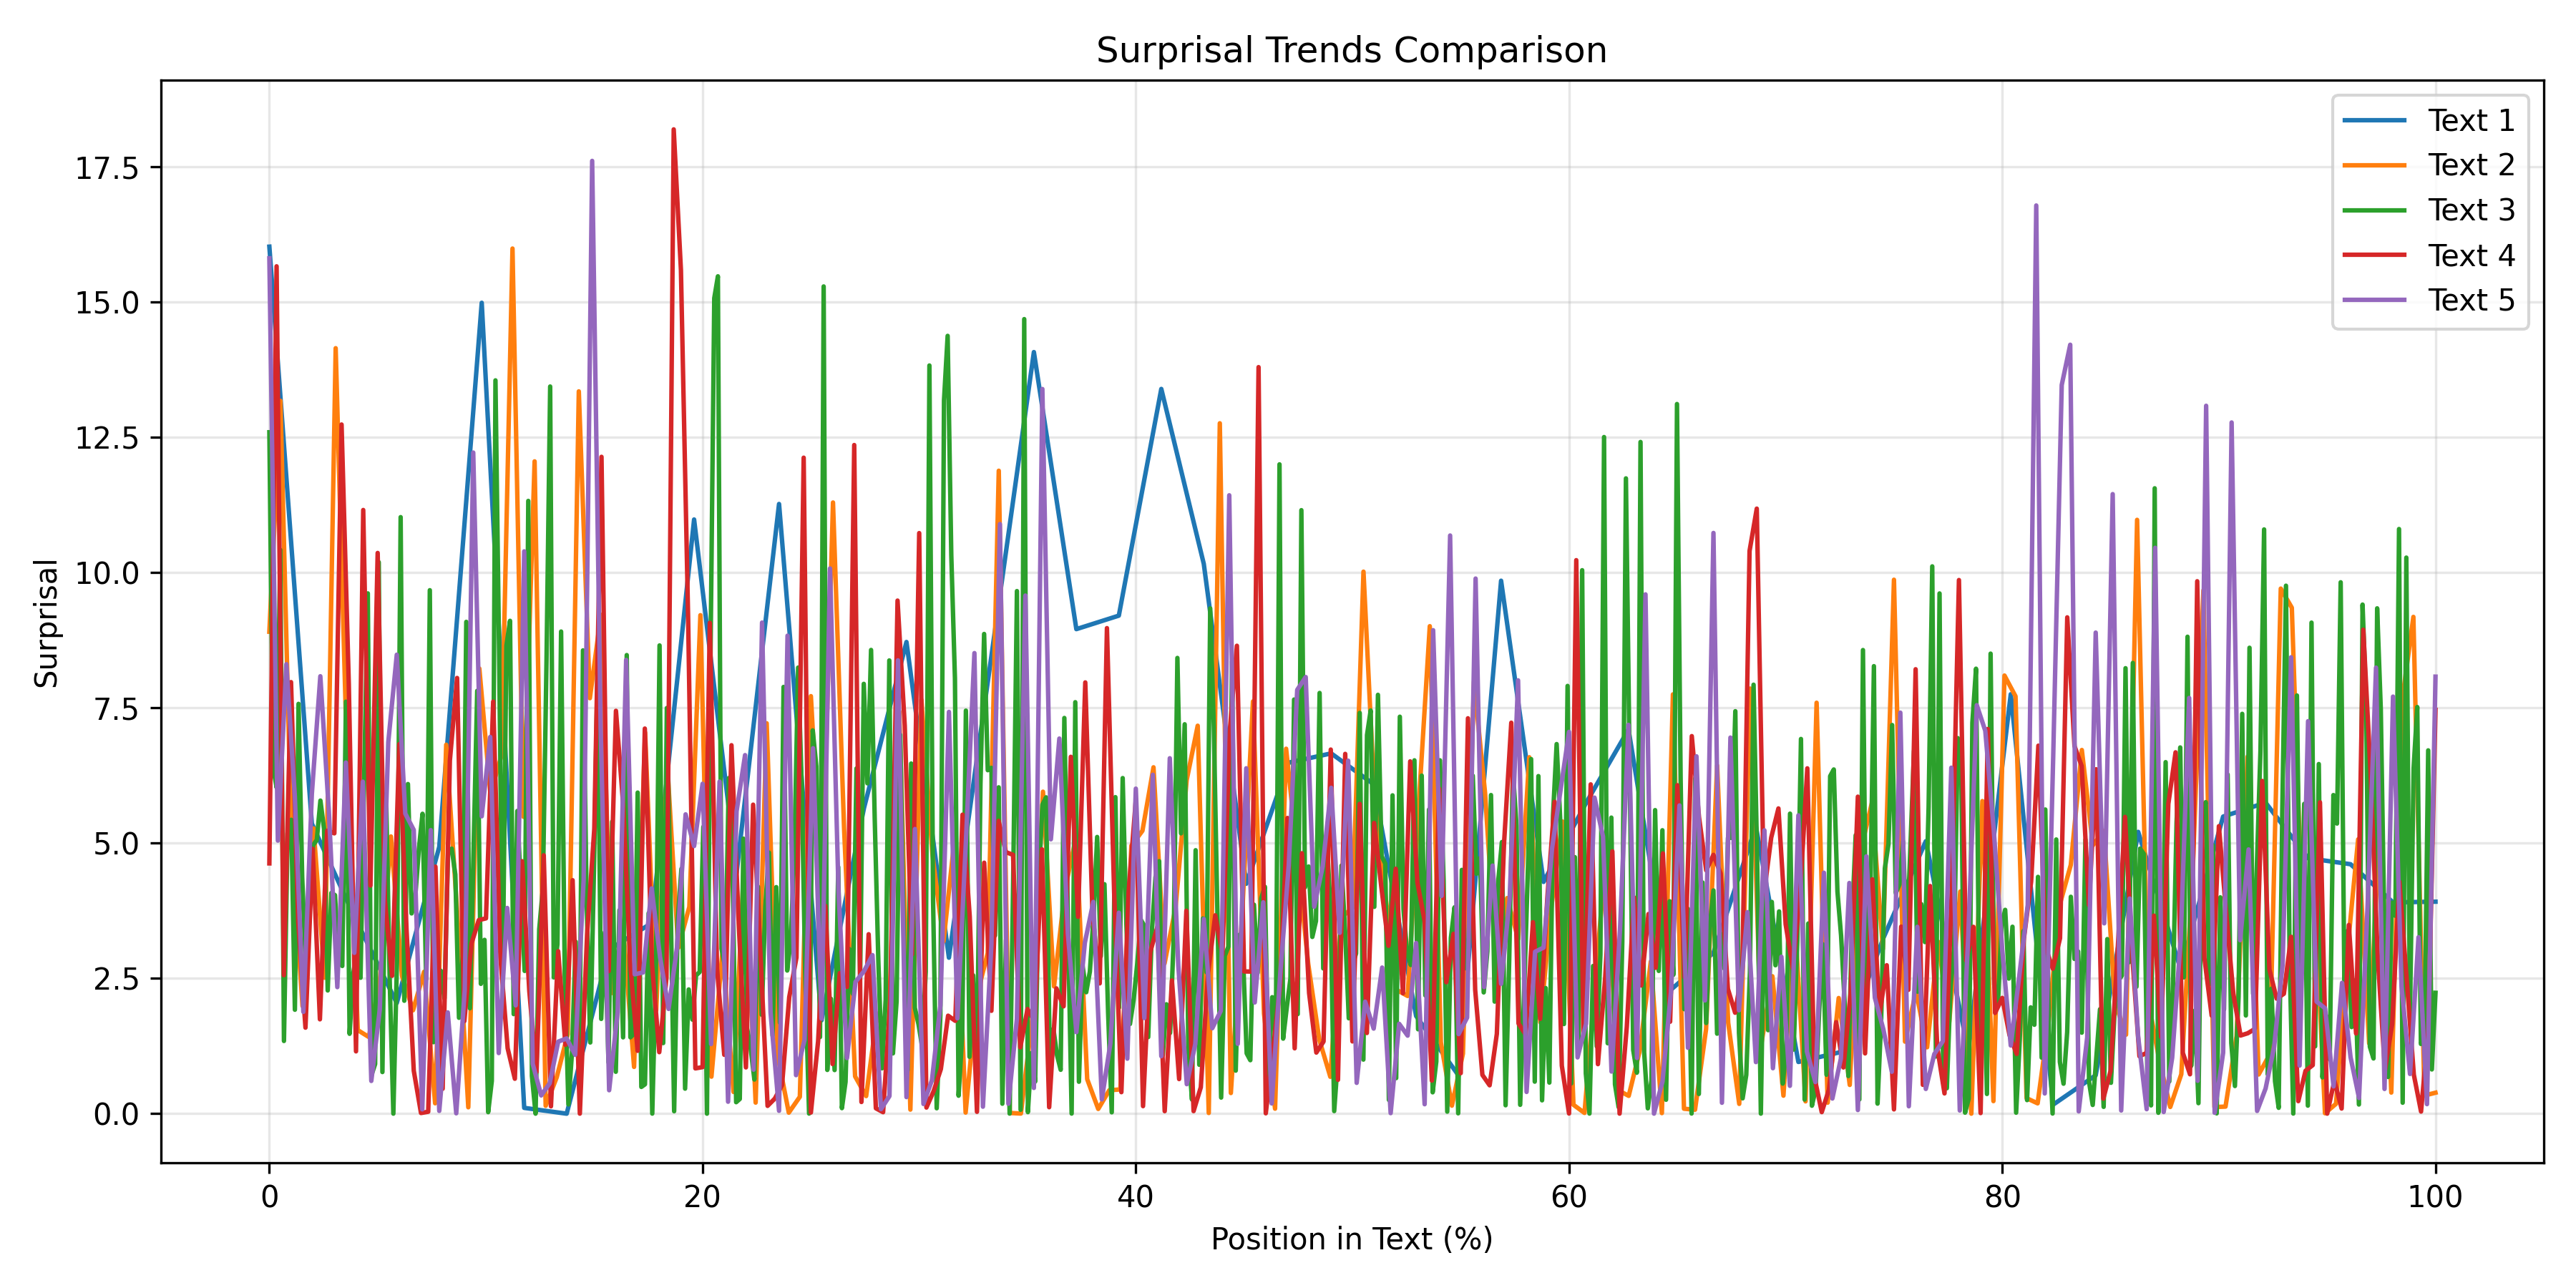 Surprisal Trends Comparison
Text 1
Text 2
Text 3
Text 4
Text 5
17.5
15.0
12.5
10.0
7.5
5.0
2.5
0.0
Surprisal
0 20 40 60 80 100
Position in Text (%)